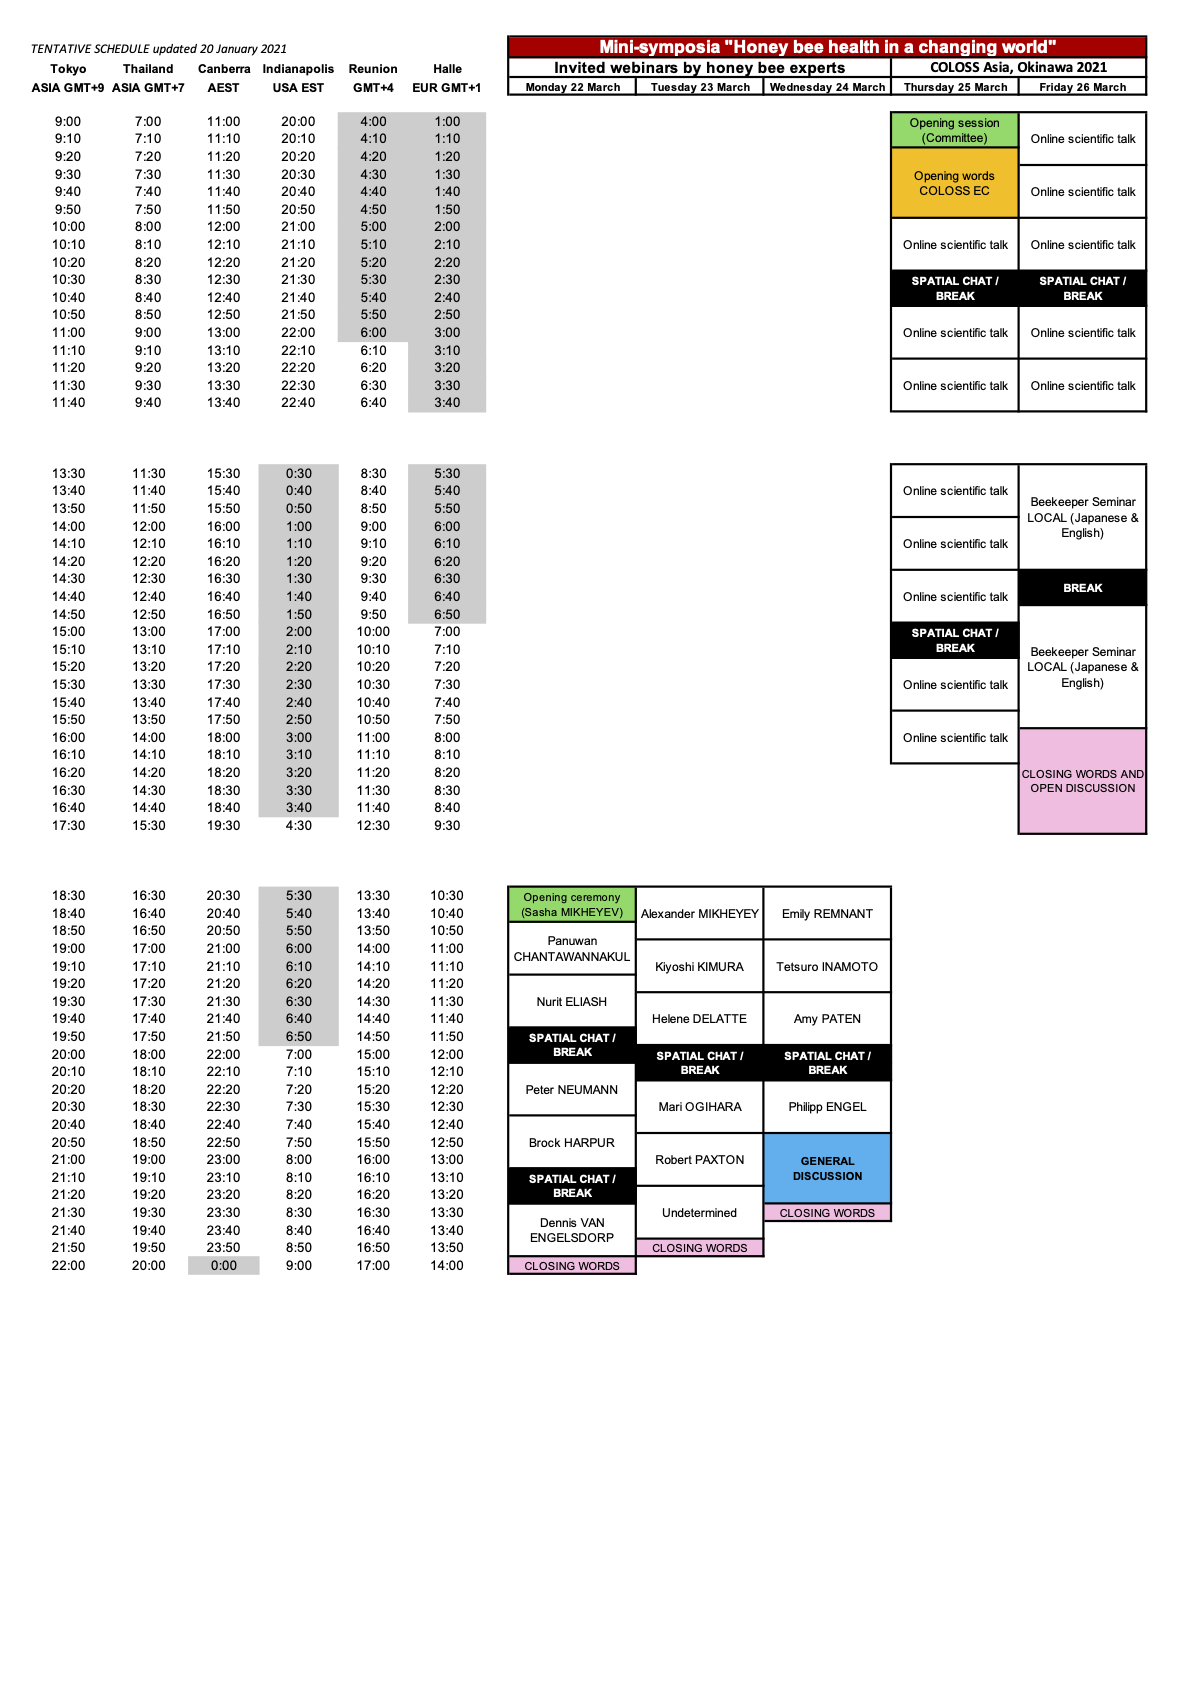 TENTATIVE SCHEDULE updated 20 January 2021
Mini-symposia "Honey bee health in a changing world"
Tokyo Thailand Canberra Indianapolis Reunion Halle Invited webinars by honey bee experts COLOSS Asia, Okinawa 2021
ASIA GMT+9 ASIA GMT+7 AEST USA EST GMT+4 EUR GMT+1 Monday 22 March Tuesday 23 March Wednesday 24 March Thursday 25 March Friday 26 March
9:00 7:00 11:00 20:00 4:00 1:00
9:10 7:10 11:10 20:10 4:10 1:10
9:20 7:20 11:20 20:20 4:20 1:20
9:30 7:30 11:30 20:30 4:30 1:30
9:40 7:40 11:40 20:40 4:40 1:40
9:50 7:50 11:50 20:50 4:50 1:50
10:00 8:00 12:00 21:00 5:00 2:00
10:10 8:10 12:10 21:10 5:10 2:10
10:20 8:20 12:20 21:20 5:20 2:20
10:30 8:30 12:30 21:30 5:30 2:30
10:40 8:40 12:40 21:40 5:40 2:40
10:50 8:50 12:50 21:50 5:50 2:50
11:00 9:00 13:00 22:00 6:00 3:00
11:10 9:10 13:10 22:10 6:10 3:10
11:20 9:20 13:20 22:20 6:20 3:20
11:30 9:30 13:30 22:30 6:30 3:30
11:40 9:40 13:40 22:40 6:40 3:40
Opening session
(Committee)
Opening words
COLOSS EC
Online scientific talk
SPATIAL CHAT /
BREAK
Online scientific talk
Online scientific talk
Online scientific talk
Online scientific talk
Online scientific talk
SPATIAL CHAT /
BREAK
Online scientific talk
Online scientific talk
13:30 11:30 15:30 0:30 8:30 5:30
13:40 11:40 15:40 0:40 8:40 5:40
13:50 11:50 15:50 0:50 8:50 5:50
14:00 12:00 16:00 1:00 9:00 6:00
14:10 12:10 16:10 1:10 9:10 6:10
14:20 12:20 16:20 1:20 9:20 6:20
14:30 12:30 16:30 1:30 9:30 6:30
14:40 12:40 16:40 1:40 9:40 6:40
14:50 12:50 16:50 1:50 9:50 6:50
15:00 13:00 17:00 2:00 10:00 7:00
15:10 13:10 17:10 2:10 10:10 7:10
15:20 13:20 17:20 2:20 10:20 7:20
15:30 13:30 17:30 2:30 10:30 7:30
15:40 13:40 17:40 2:40 10:40 7:40
15:50 13:50 17:50 2:50 10:50 7:50
16:00 14:00 18:00 3:00 11:00 8:00
16:10 14:10 18:10 3:10 11:10 8:10
16:20 14:20 18:20 3:20 11:20 8:20
16:30 14:30 18:30 3:30 11:30 8:30
16:40 14:40 18:40 3:40 11:40 8:40
17:30 15:30 19:30 4:30 12:30 9:30
Online scientific talk
Online scientific talk
Online scientific talk
SPATIAL CHAT /
BREAK
Online scientific talk
Online scientific talk
Beekeeper Seminar
LOCAL (Japanese &
English)
BREAK
Beekeeper Seminar
LOCAL (Japanese &
English)
CLOSING WORDS AND
OPEN DISCUSSION
18:30 16:30 20:30 5:30 13:30 10:30
18:40 16:40 20:40 5:40 13:40 10:40
18:50 16:50 20:50 5:50 13:50 10:50
19:00 17:00 21:00 6:00 14:00 11:00
19:10 17:10 21:10 6:10 14:10 11:10
19:20 17:20 21:20 6:20 14:20 11:20
19:30 17:30 21:30 6:30 14:30 11:30
19:40 17:40 21:40 6:40 14:40 11:40
19:50 17:50 21:50 6:50 14:50 11:50
20:00 18:00 22:00 7:00 15:00 12:00
20:10 18:10 22:10 7:10 15:10 12:10
20:20 18:20 22:20 7:20 15:20 12:20
20:30 18:30 22:30 7:30 15:30 12:30
20:40 18:40 22:40 7:40 15:40 12:40
20:50 18:50 22:50 7:50 15:50 12:50
21:00 19:00 23:00 8:00 16:00 13:00
21:10 19:10 23:10 8:10 16:10 13:10
21:20 19:20 23:20 8:20 16:20 13:20
21:30 19:30 23:30 8:30 16:30 13:30
21:40 19:40 23:40 8:40 16:40 13:40
21:50 19:50 23:50 8:50 16:50 13:50
22:00 20:00 0:00 9:00 17:00 14:00
Opening ceremony
(Sasha MIKHEYEV)
Panuwan
CHANTAWANNAKUL
Nurit ELIASH
SPATIAL CHAT /
BREAK
Peter NEUMANN
Brock HARPUR
SPATIAL CHAT /
BREAK
Dennis VAN
ENGELSDORP
CLOSING WORDS
Alexander MIKHEYEY
Kiyoshi KIMURA
Helene DELATTE
SPATIAL CHAT /
BREAK
Mari OGIHARA
Robert PAXTON
Undetermined
CLOSING WORDS
Emily REMNANT
Tetsuro INAMOTO
Amy PATEN
SPATIAL CHAT /
BREAK
Philipp ENGEL
GENERAL
DISCUSSION
CLOSING WORDS